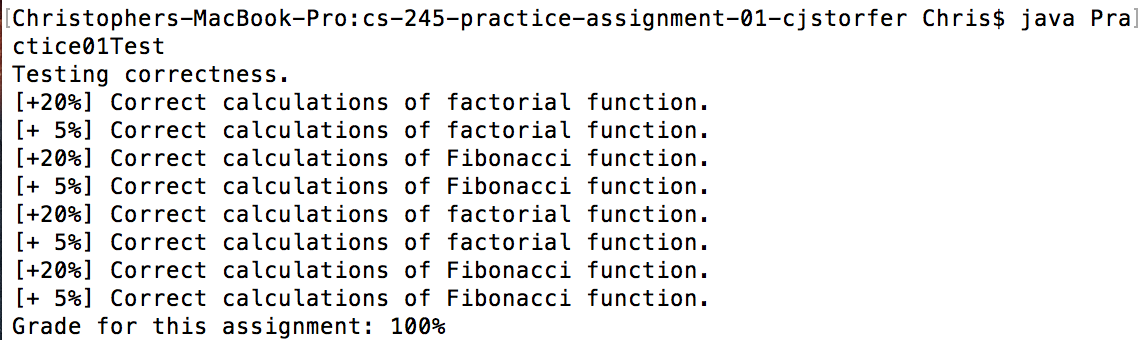 [Christophers-MacBook-Pro:cs-245-practice-assignment-01-cjstorfer Chris$ java Pra]
ctice01Test
Testing correctness.
[+20%] Correct calculations of factorial function.
[+ 5%] Correct calculations of factorial function.
[+20%] Correct calculations of Fibonacci function.
[+ 5%] Correct calculations of Fibonacci function.
[+20%] Correct calculations of factorial function.
[+ 5%] Correct calculations of factorial function.
[+20%] Correct calculations of Fibonacci function.
[+ 5%] Correct calculations of Fibonacci function.
Grade for this assignment: 100%